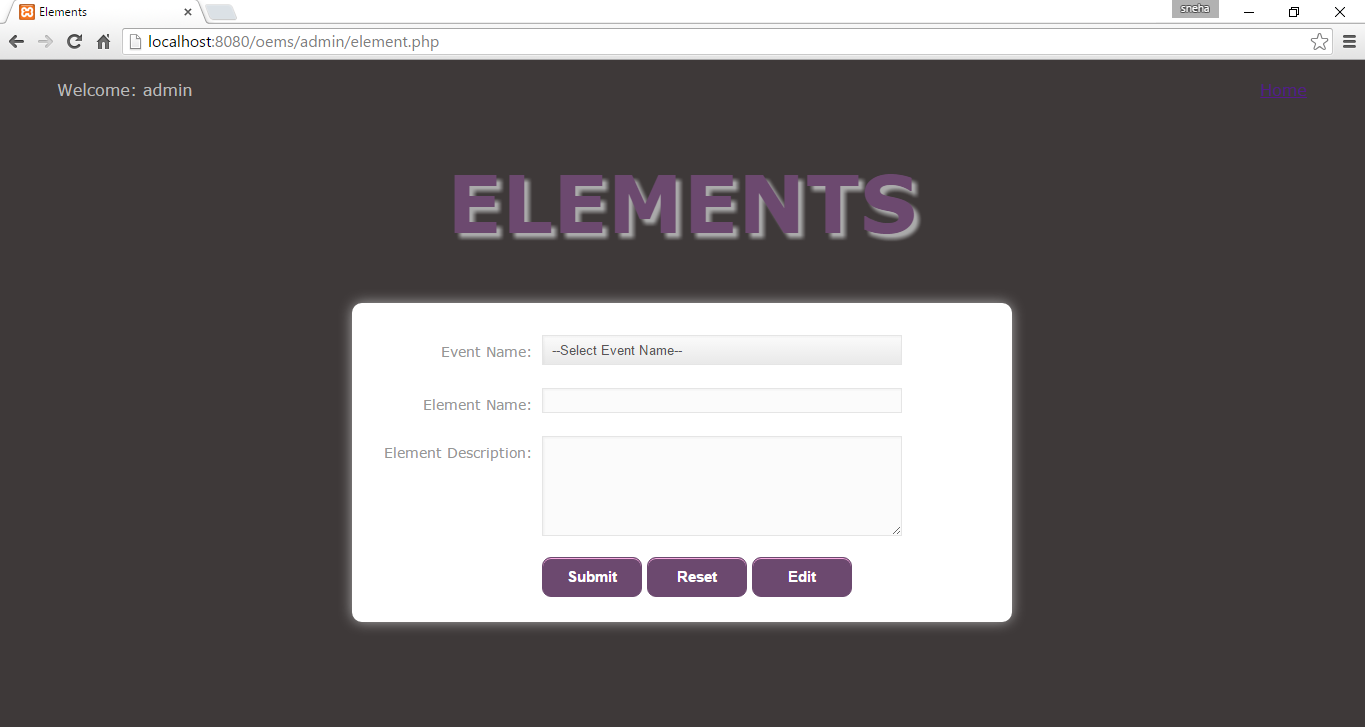 Elements
sneha
localhost:8080/oems/admin/element.php
Welcome: admin
ELEMENTS
Event Name:
--Select Event Name--
Element Name:
Element Description:
Submit Reset Edit